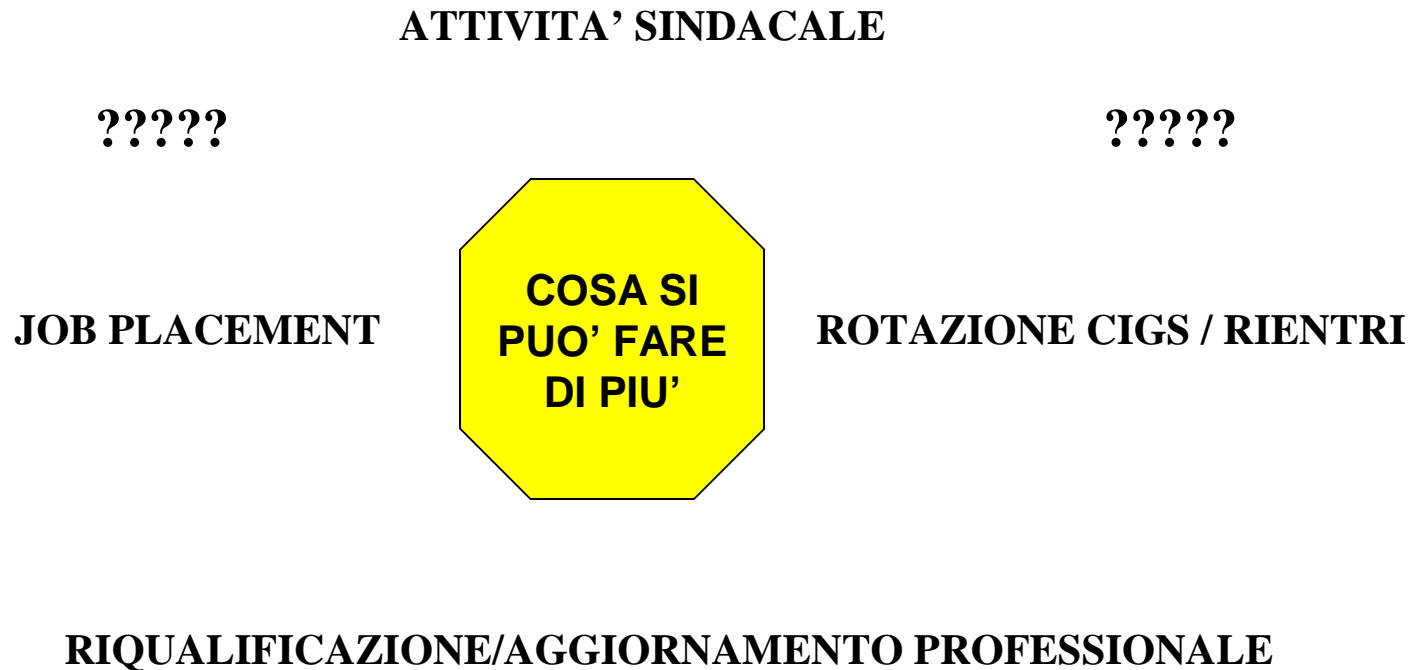 ATTIVITA’ SINDACALE
????? ?????
COSA SI
PUO’ FARE
DI PIU’
JOB PLACEMENT
ROTAZIONE CIGS / RIENTRI
RIQUALIFICAZIONE/AGGIORNAMENTO PROFESSIONALE